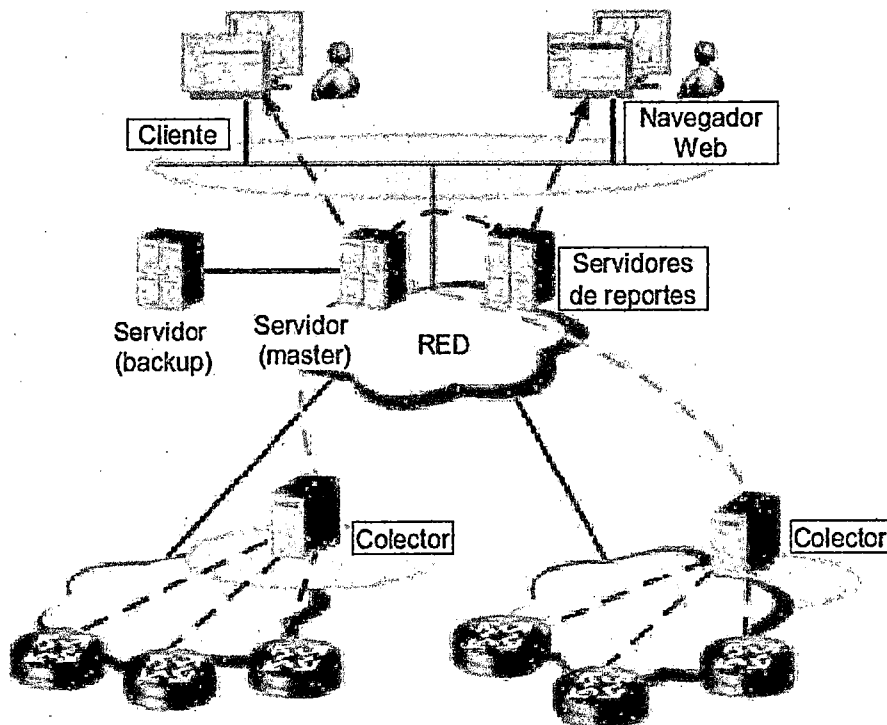 Cliente
Navegador
Web
Servidores
de reportes
Servidor
(backup)
Servidor
(master)
RED
Colector
Colector